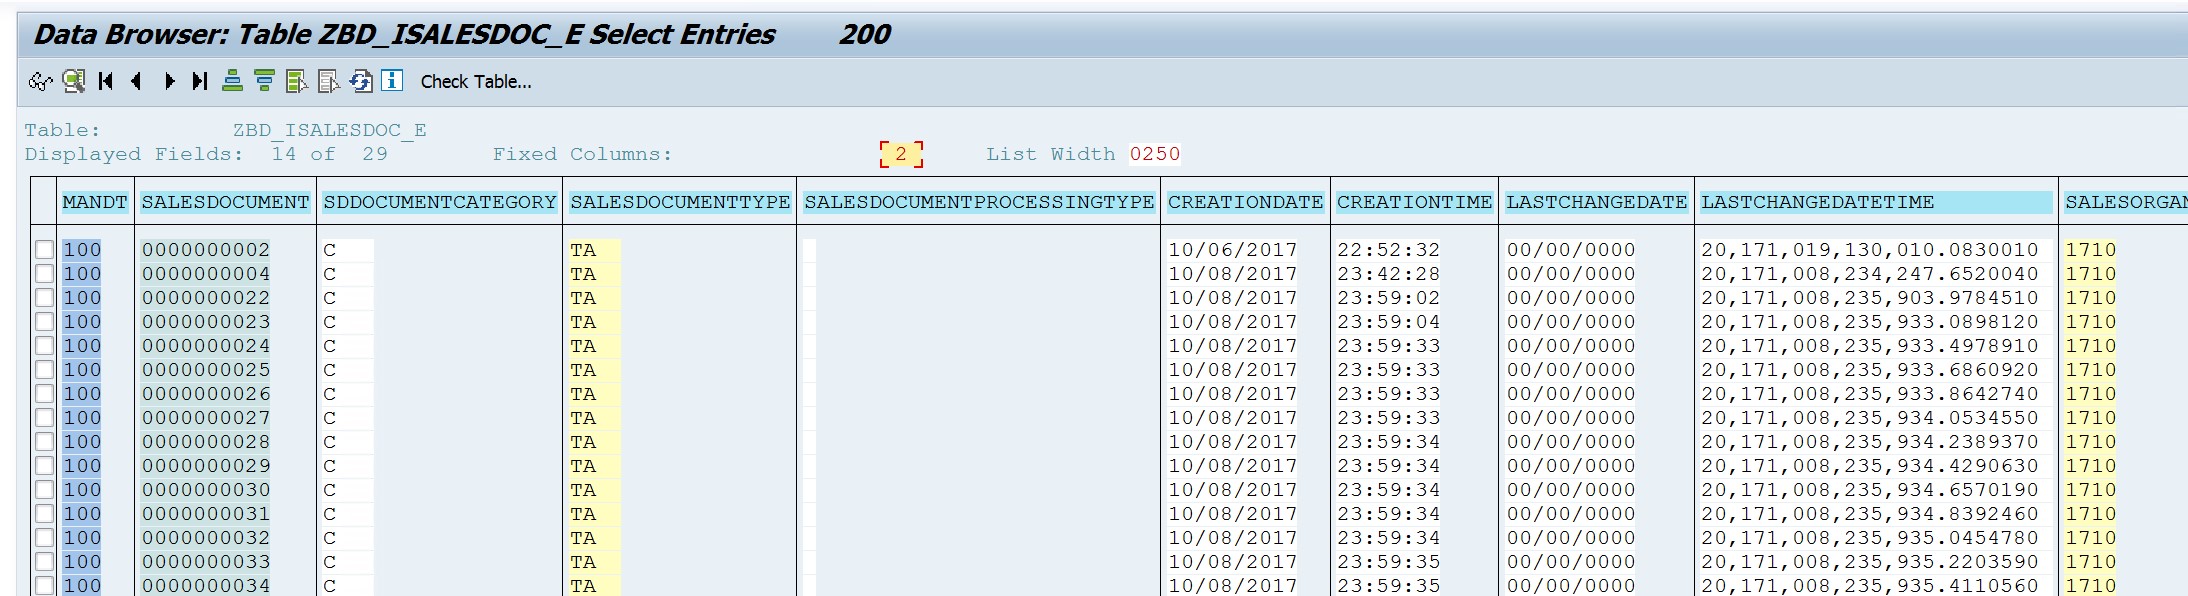 Data Browser: Table ZBD_ISALESDOC_E Select Entries 200
Check Table...
Table: ZBD_ISALESDOC_E
Displayed Fields: 14 of 29 Fixed Columns: 2 List Width 0250
MANDT SALESDOCUMENT SDDOCUMENTCATEGORY SALESDOCUMENTTYPE SALESDOCUMENTPROCESSINGTYPE CREATIONDATE CREATIONTIME LASTCHANGEDATE LASTCHANGEDATETIME SALESORGAN
100 0000000002 C TA 10/06/2017 22:52:32 00/00/0000 20,171,019,130,010.0830010 1710
100 0000000004 C TA 10/08/2017 23:42:28 00/00/0000 20,171,008,234,247.6520040 1710
100 0000000022 C TA 10/08/2017 23:59:02 00/00/0000 20,171,008,235,903.9784510 1710
100 0000000023 C TA 10/08/2017 23:59:04 00/00/0000 20,171,008,235,933.0898120 1710
100 0000000024 C TA 10/08/2017 23:59:33 00/00/0000 20,171,008,235,933.4978910 1710
100 0000000025 C TA 10/08/2017 23:59:33 00/00/0000 20,171,008,235,933.6860920 1710
100 0000000026 C TA 10/08/2017 23:59:33 00/00/0000 20,171,008,235,933.8642740 1710
100 0000000027 C TA 10/08/2017 23:59:33 00/00/0000 20,171,008,235,934.0534550 1710
100 0000000028 C TA 10/08/2017 23:59:34 00/00/0000 20,171,008,235,934.2389370 1710
100 0000000029 C TA 10/08/2017 23:59:34 00/00/0000 20,171,008,235,934.4290630 1710
100 0000000030 C TA 10/08/2017 23:59:34 00/00/0000 20,171,008,235,934.6570190 1710
100 0000000031 C TA 10/08/2017 23:59:34 00/00/0000 20,171,008,235,934.8392460 1710
100 0000000032 C TA 10/08/2017 23:59:34 00/00/0000 20,171,008,235,935.0454780 1710
100 0000000033 C TA 10/08/2017 23:59:35 00/00/0000 20,171,008,235,935.2203590 1710
100 0000000034 C TA 10/08/2017 23:59:35 00/00/0000 20,171,008,235,935.4110560 1710